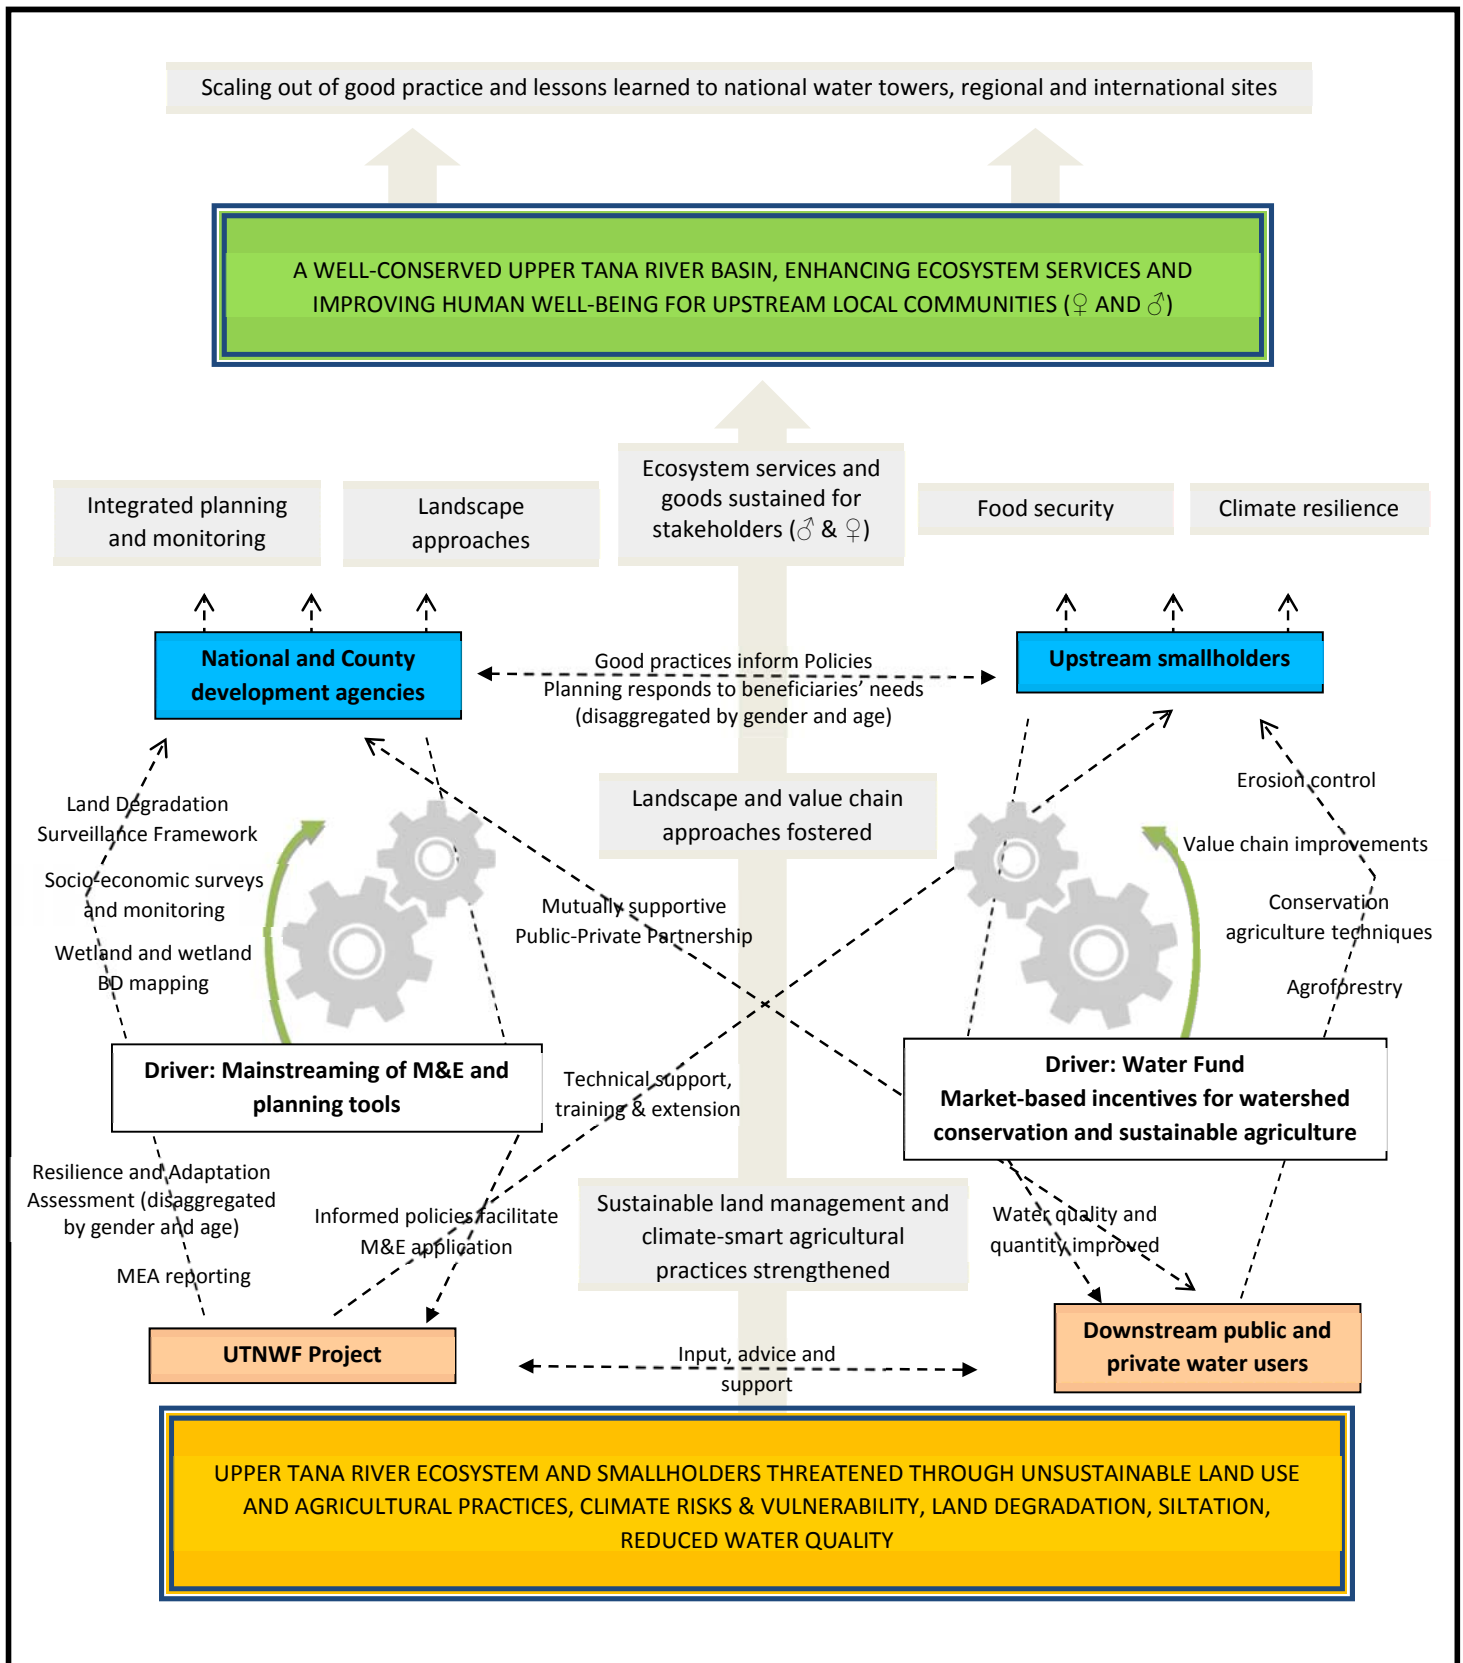 Scaling out of good practice and lessons learned to national water towers, regional and international sites
A WELL-CONSERVED UPPER TANA RIVER BASIN, ENHANCING ECOSYSTEM SERVICES AND
IMPROVING HUMAN WELL-BEING FOR UPSTREAM LOCAL COMMUNITIES (♀ AND ♂)
Integrated planning
and monitoring
Landscape
approaches
Ecosystem services and
goods sustained for
stakeholders (♂ & ♀)
Food security
Climate resilience
National and County
development agencies
Good practices inform Policies
Planning responds to beneficiaries' needs
(disaggregated by gender and age)
Upstream smallholders
Land Degradation
Surveillance Framework
Socio-economic surveys
and monitoring
Wetland and wetland
BD mapping
Landscape and value chain
approaches fostered
Mutually supportive
Public-Private Partnership
Erosion control
Value chain improvements
Conservation
agriculture techniques
Agroforestry
Driver: Mainstreaming of M&E and
planning tools
Technical support,
training & extension
Driver: Water Fund
Market-based incentives for watershed
conservation and sustainable agriculture
Resilience and Adaptation
Assessment (disaggregated
by gender and age)
MEA reporting
Informed policies facilitate
M&E application
Sustainable land management and
climate-smart agricultural
practices strengthened
Water quality and
quantity improved
UTNWF Project
Input, advice and
support
Downstream public and
private water users
UPPER TANA RIVER ECOSYSTEM AND SMALLHOLDERS THREATENED THROUGH UNSUSTAINABLE LAND USE
AND AGRICULTURAL PRACTICES, CLIMATE RISKS & VULNERABILITY, LAND DEGRADATION, SILTATION,
REDUCED WATER QUALITY